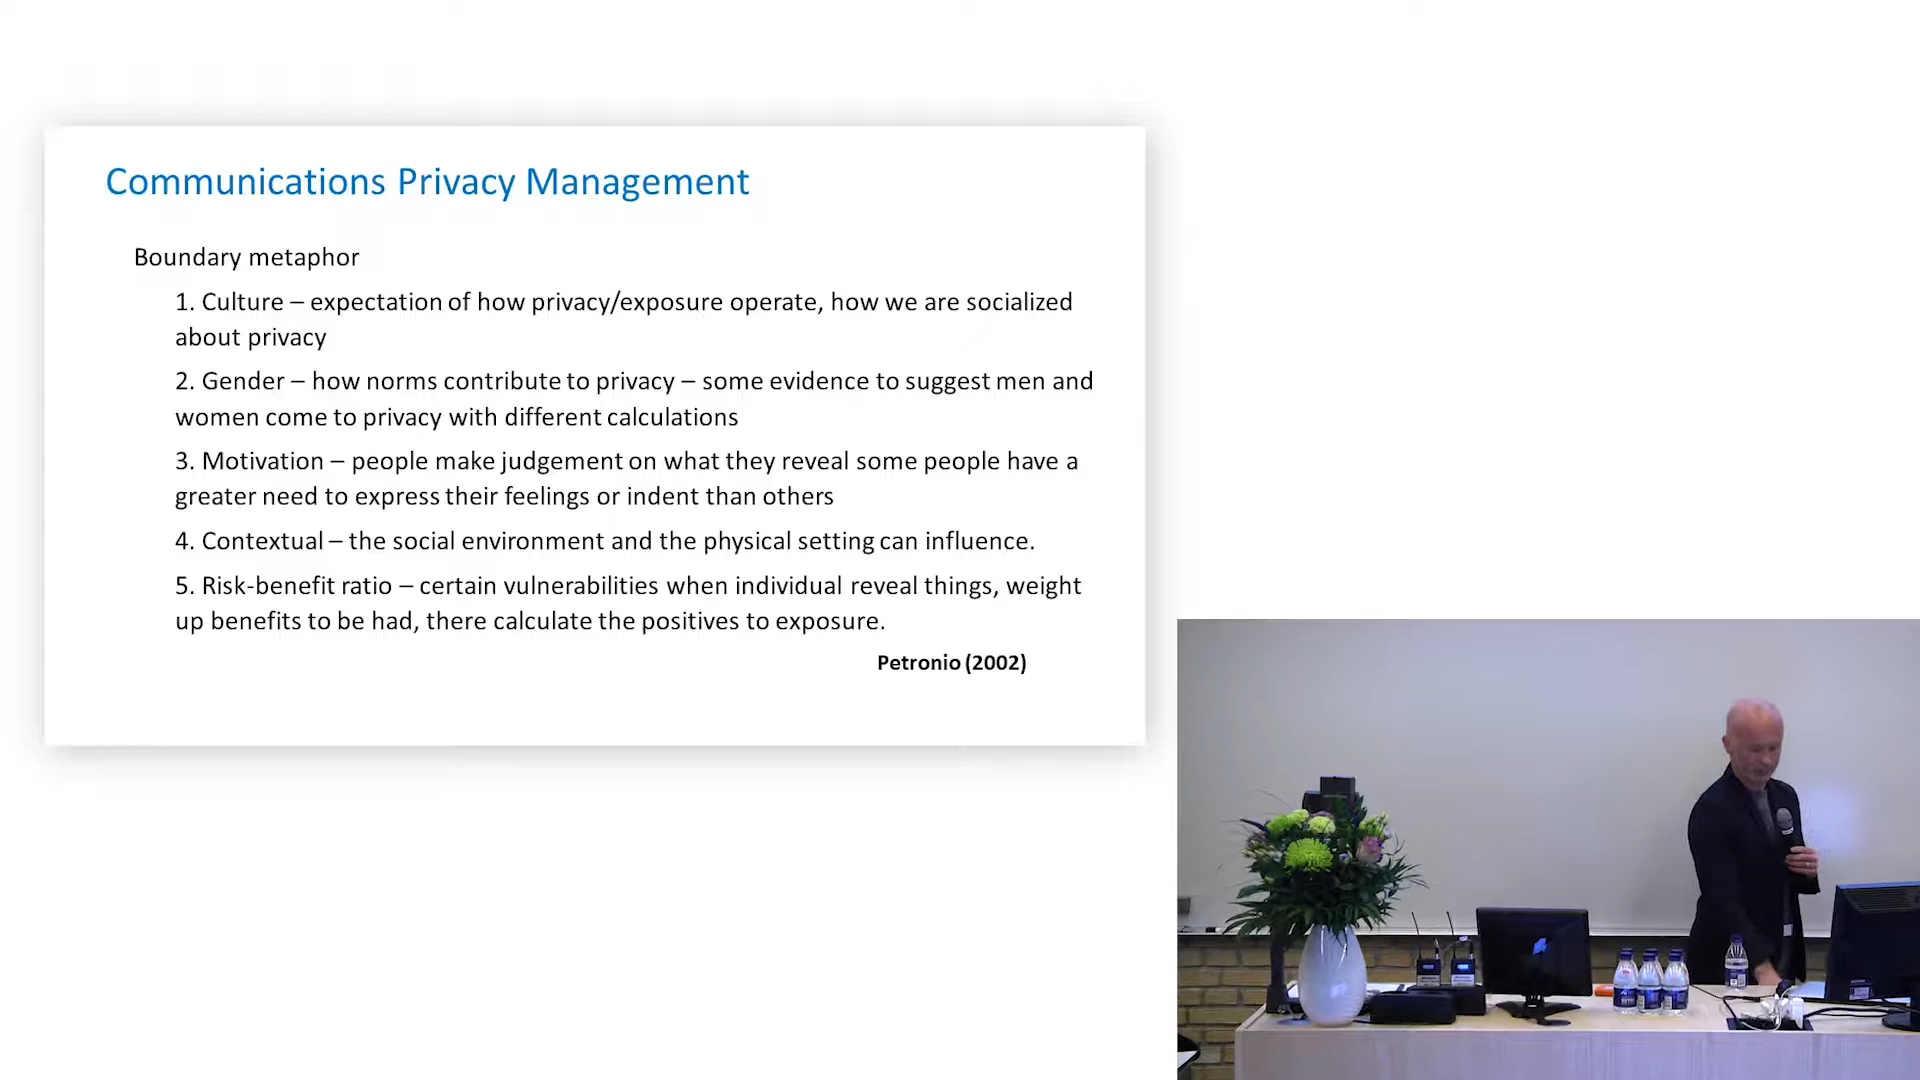 Communications Privacy Management
Boundary metaphor
1. Culture – expectation of how privacy/exposure operate, how we are socialized
about privacy
2. Gender – how norms contribute to privacy – some evidence to suggest men and
women come to privacy with different calculations
3. Motivation – people make judgement on what they reveal some people have a
greater need to express their feelings or indent than others
4. Contextual – the social environment and the physical setting can influence.
5. Risk-benefit ratio – certain vulnerabilities when individual reveal things, weight
up benefits to be had, there calculate the positives to exposure.
Petronio (2002)